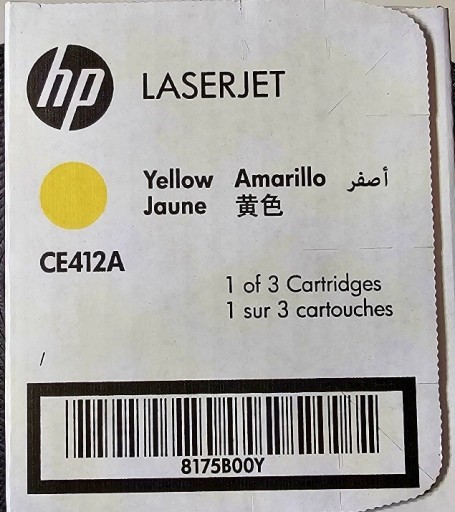 hp LASERJET
Yellow Amarillo أصفر
Jaune 黄色
CE412A
1 of 3 Cartridges
1 sur 3 cartouches
/
8175B00Y